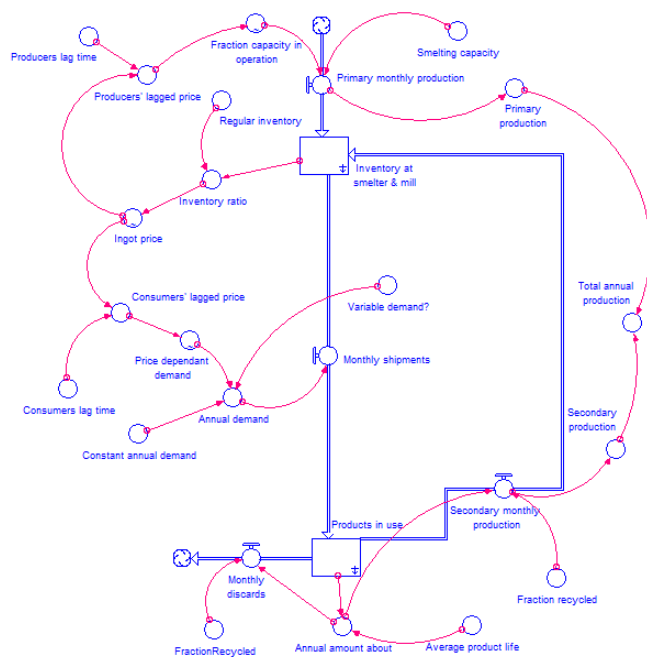 Producers lag time
Fraction capacity in
operation
Smelting capacity
Primary monthly production
Producers' lagged price
Primary
production
Regular inventory
Inventory at
smelter & mill
Inventory ratio
Ingot price
Consumers' lagged price
Variable demand?
Total annual
production
Price dependant
demand
Monthly shipments
Consumers lag time
Annual demand
Secondary
production
Constant annual demand
Secondary monthly
production
Products in use
Monthly
discards
Fraction recycled
FractionRecycled
Annual amount about
Average product life